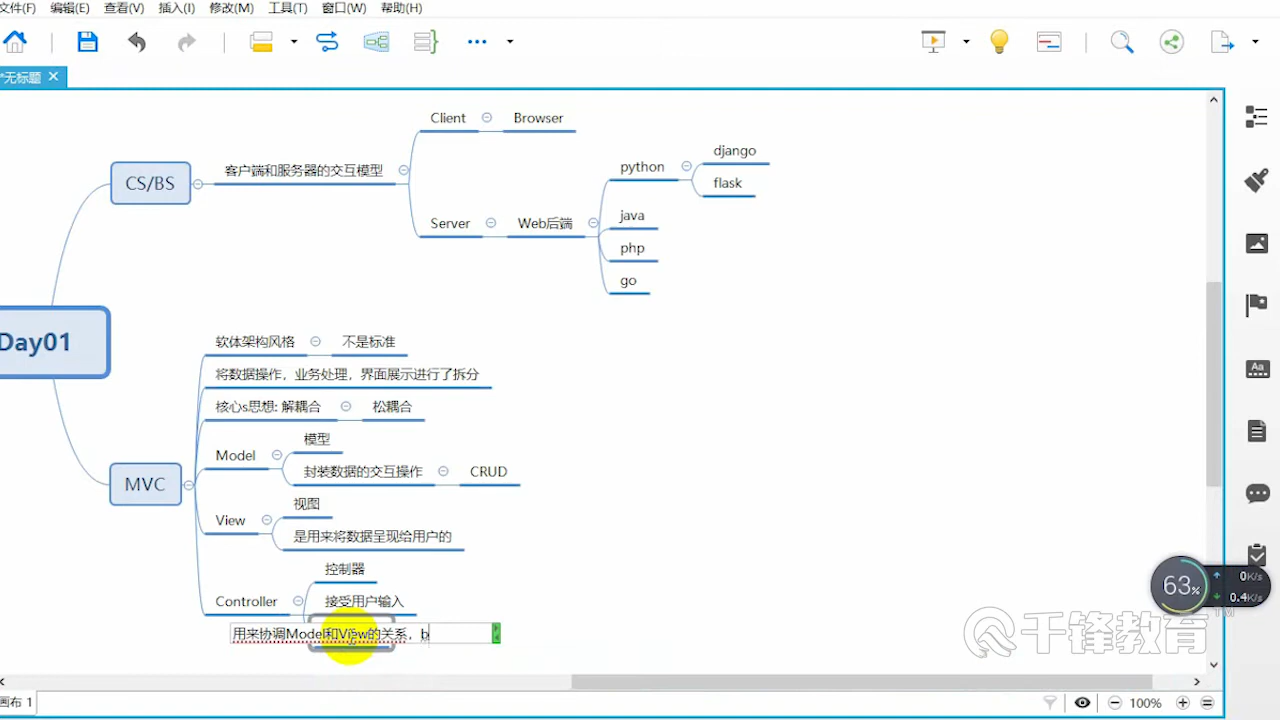 文件(F) 编辑(E) 查看(V) 插入(I) 修改(M) 工具(T) 窗口(W) 帮助(H)
*无标题
Client
Browser
客户端和服务器的交互模型
CS/BS
Server
Web后端
python
django
flask
java
php
go
Day01
MVC
软体架构风格
不是标准
将数据操作，业务处理，界面展示进行了拆分
核心s思想: 解耦合
松耦合
Model
模型
封装数据的交互操作
CRUD
View
视图
是用来将数据呈现给用户的
Controller
控制器
接受用户输入
用来协调Model和View的关系，b
63%
0K/s
0.4K/s
千锋教育 TM
画布 1
100%